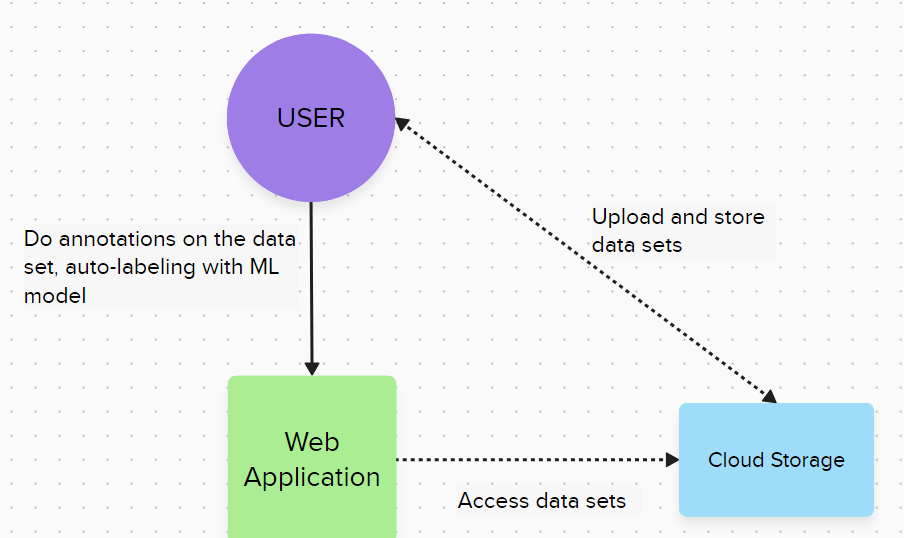 USER
Do annotations on the data
set, auto-labeling with ML
model
Upload and store
data sets
Web
Application
Access data sets
Cloud Storage